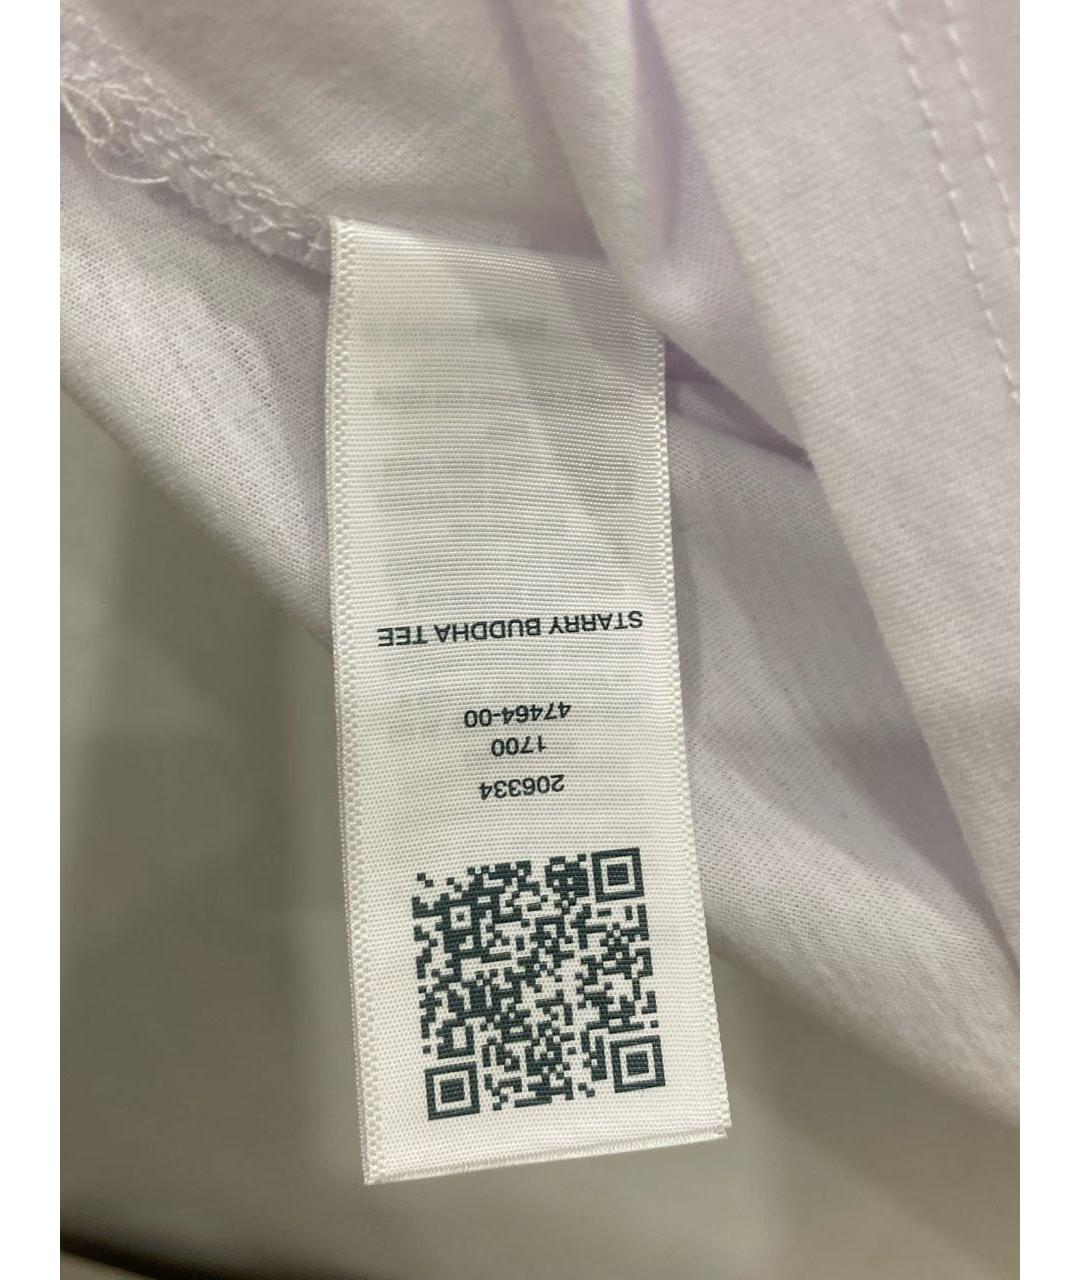 206334
1700
47464-00
STARRY BUDDHA TEE